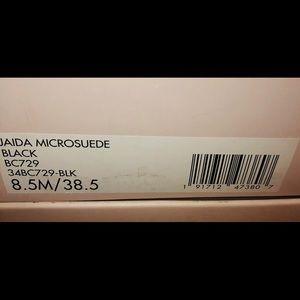 JAIDA MICROSUEDE
BLACK
BC729
34BC729-BLK
8.5M/38.5
1 91712 47380 7